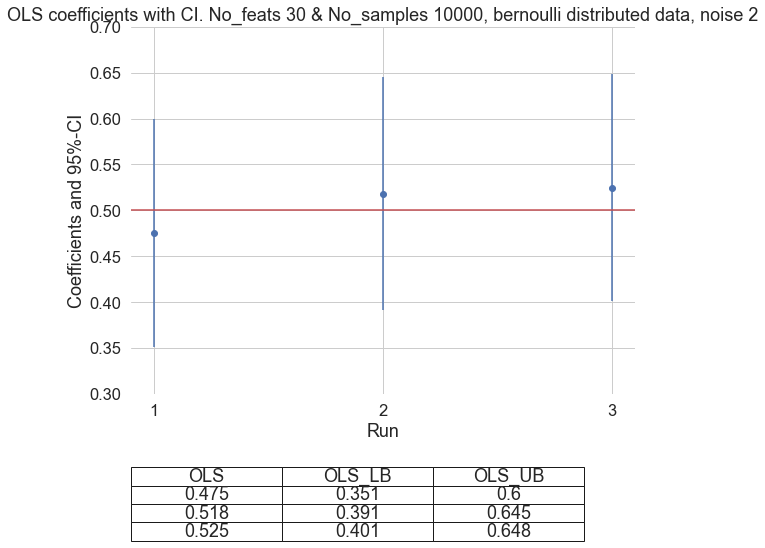 OLS coefficients with CI. No_feats 30 & No_samples 10000, bernoulli distributed data, noise 2
0.70
0.65
0.60
0.55
0.50
0.45
0.40
0.35
0.30
Coefficients and 95%-CI
1 2 3
Run
OLS OLS_LB OLS_UB
0.475 0.351 0.6
0.518 0.391 0.645
0.525 0.401 0.648